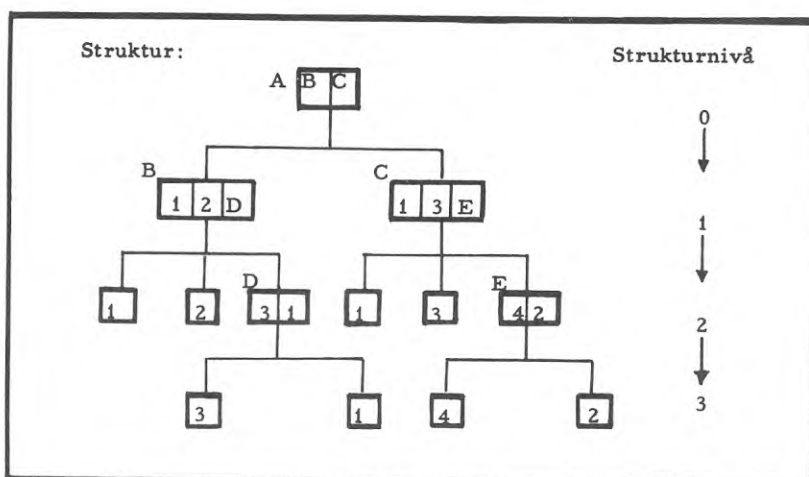 Struktur: Strukturnivå
A B C
0
B C
1 2 D 1 3 E
1
D E
1 2 3 1 1 3 4 2
2
3 1 4 2
3